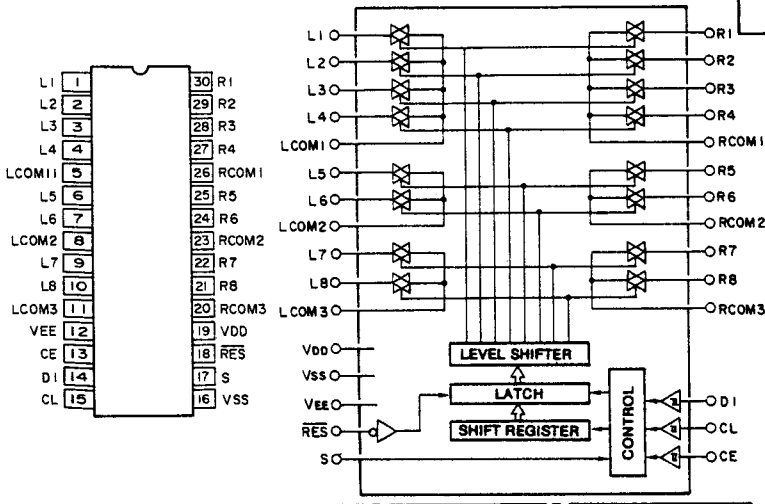 L1 1 30 R1
L2 2 29 R2
L3 3 28 R3
L4 4 27 R4
LCOM1 5 26 RCOM1
L5 6 25 R5
L6 7 24 R6
LCOM2 8 23 RCOM2
L7 9 22 R7
L8 10 21 R8
LCOM3 11 20 RCOM3
VEE 12 19 VDD
CE 13 18 RES
DI 14 17 S
CL 15 16 VSS
L1 R1
L2 R2
L3 R3
L4 R4
LCOM1 RCOM1
L5 R5
L6 R6
LCOM2 RCOM2
L7 R7
L8 R8
LCOM3 RCOM3
VDD LEVEL SHIFTER
VSS
VEE LATCH DI
RES SHIFT REGISTER CONTROL CL
S CE